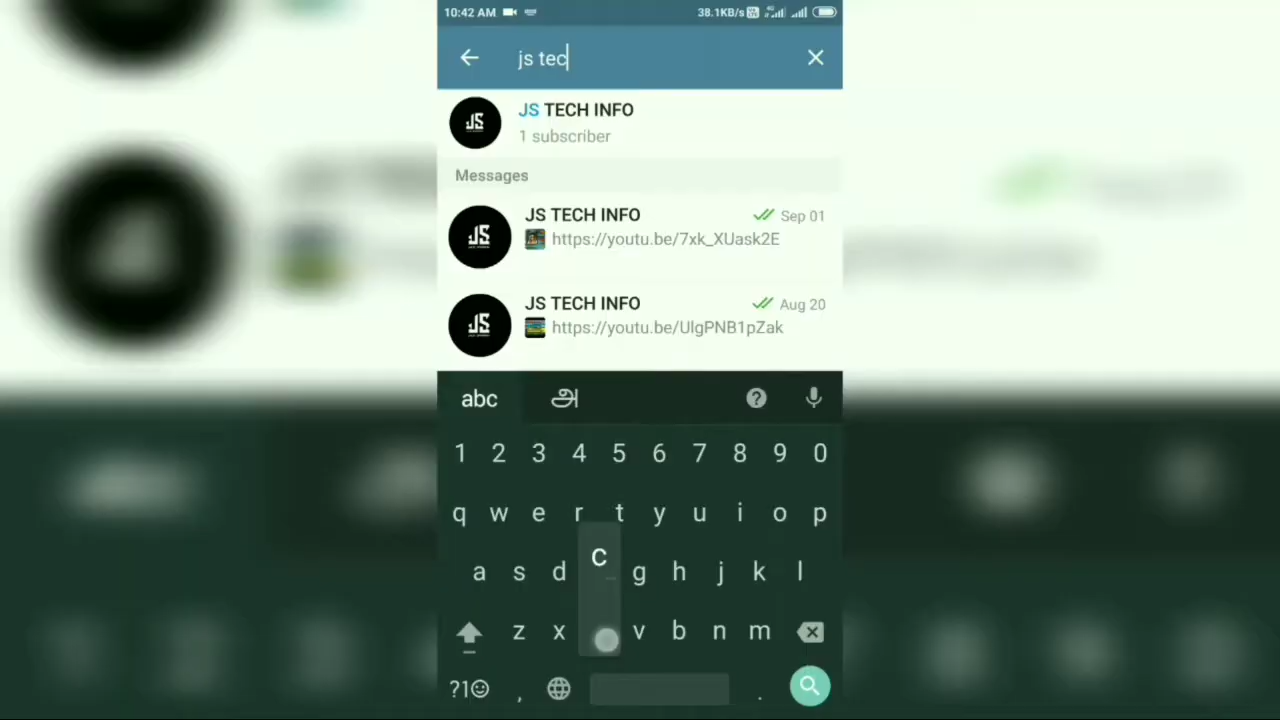 10:42 AM 38.1KB/s 4G
js tec
JS TECH INFO
1 subscriber
Messages
JS TECH INFO Sep 01
https://youtu.be/7xk_XUask2E
JS TECH INFO Aug 20
https://youtu.be/UlgPNB1pZak
abc அ ?
1 2 3 4 5 6 7 8 9 0
q w e r t y u i o p
c
a s d g h j k l
z x v b n m
?1☺ , .